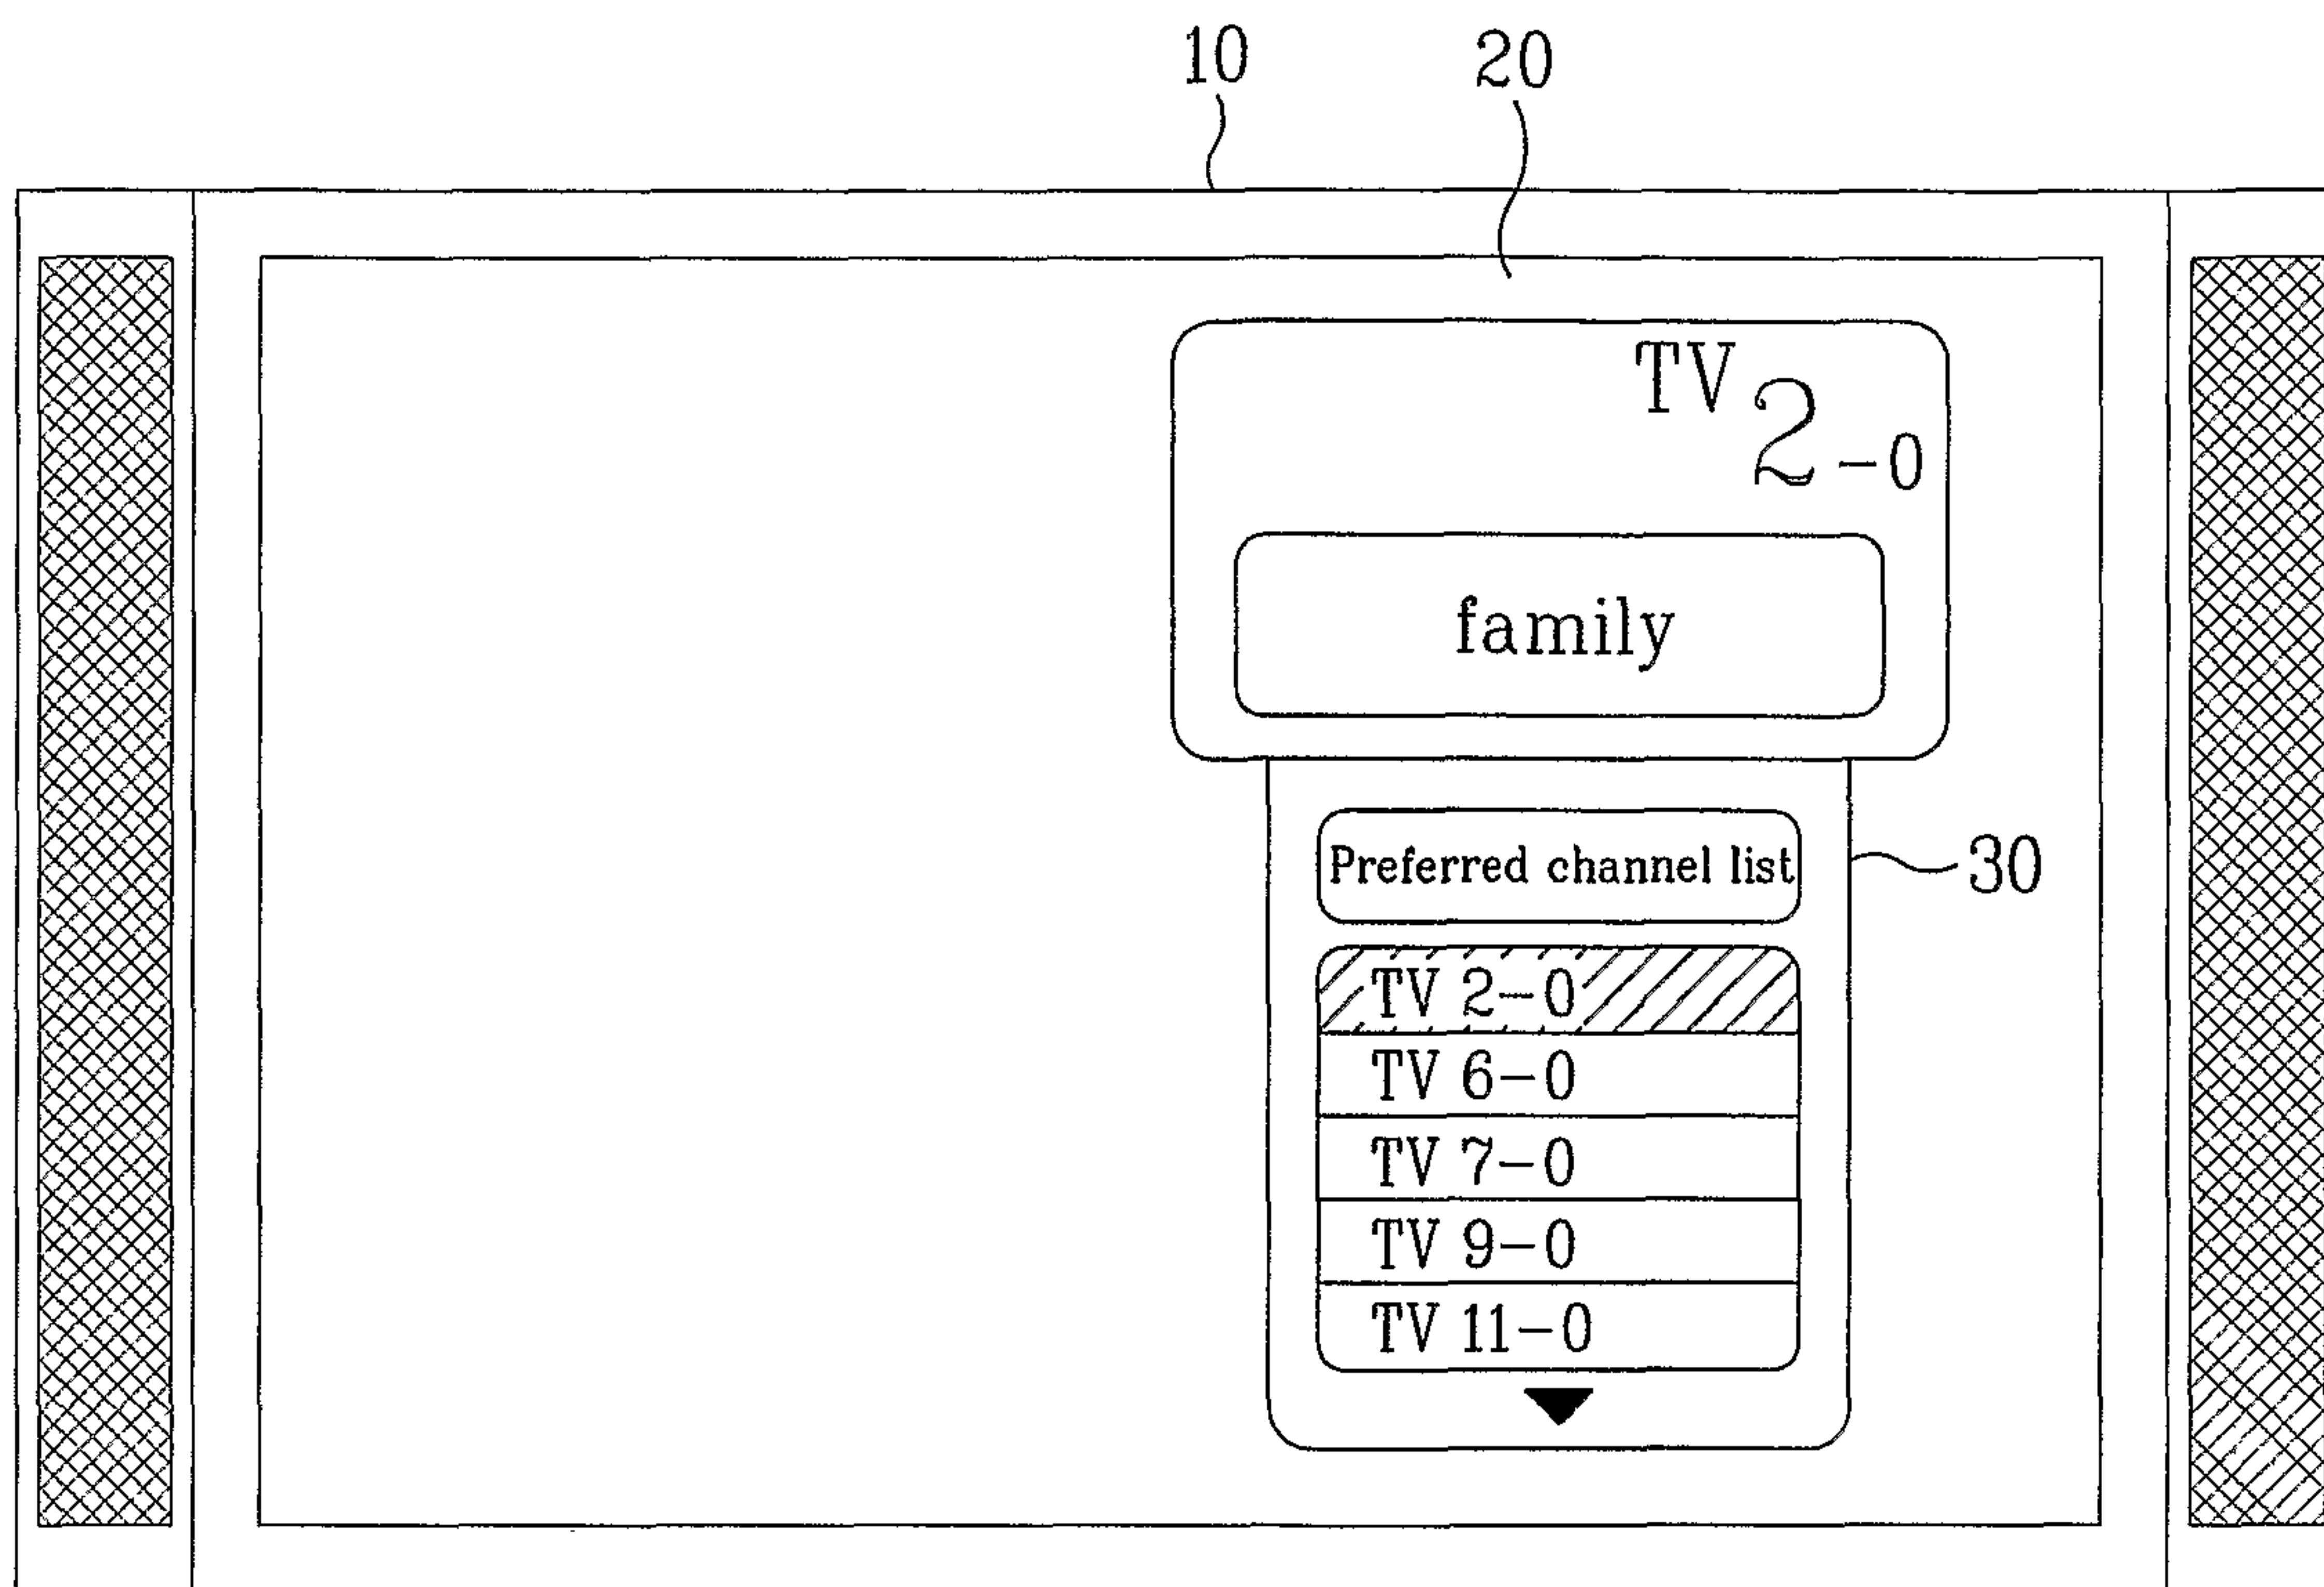 10
20
TV
2-0
family
Preferred channel list
30
TV 2-0
TV 6-0
TV 7-0
TV 9-0
TV 11-0